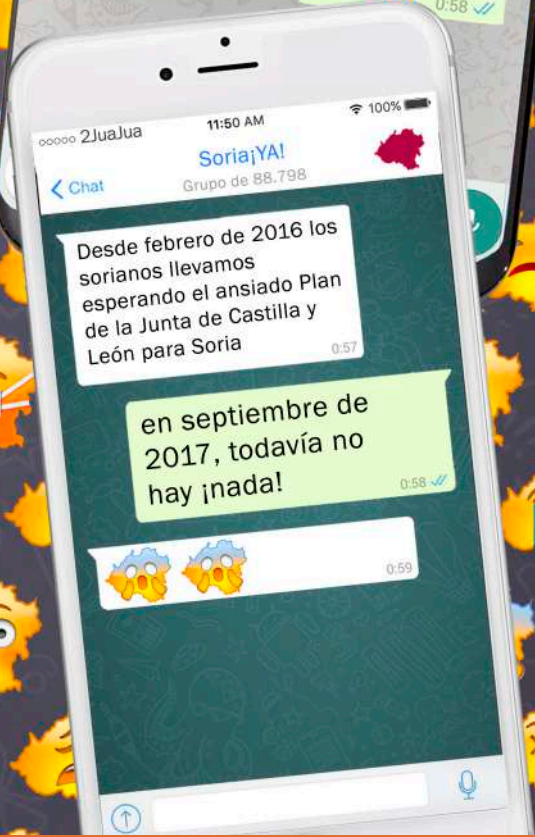 0:58
ooooo 2JuaJua
11:50 AM
100%
Soria¡YA!
Chat
Grupo de 88.798
Desde febrero de 2016 los
sorianos llevamos
esperando el ansiado Plan
de la Junta de Castilla y
León para Soria
0:57
en septiembre de
2017, todavía no
hay ¡nada!
0:58
0:59